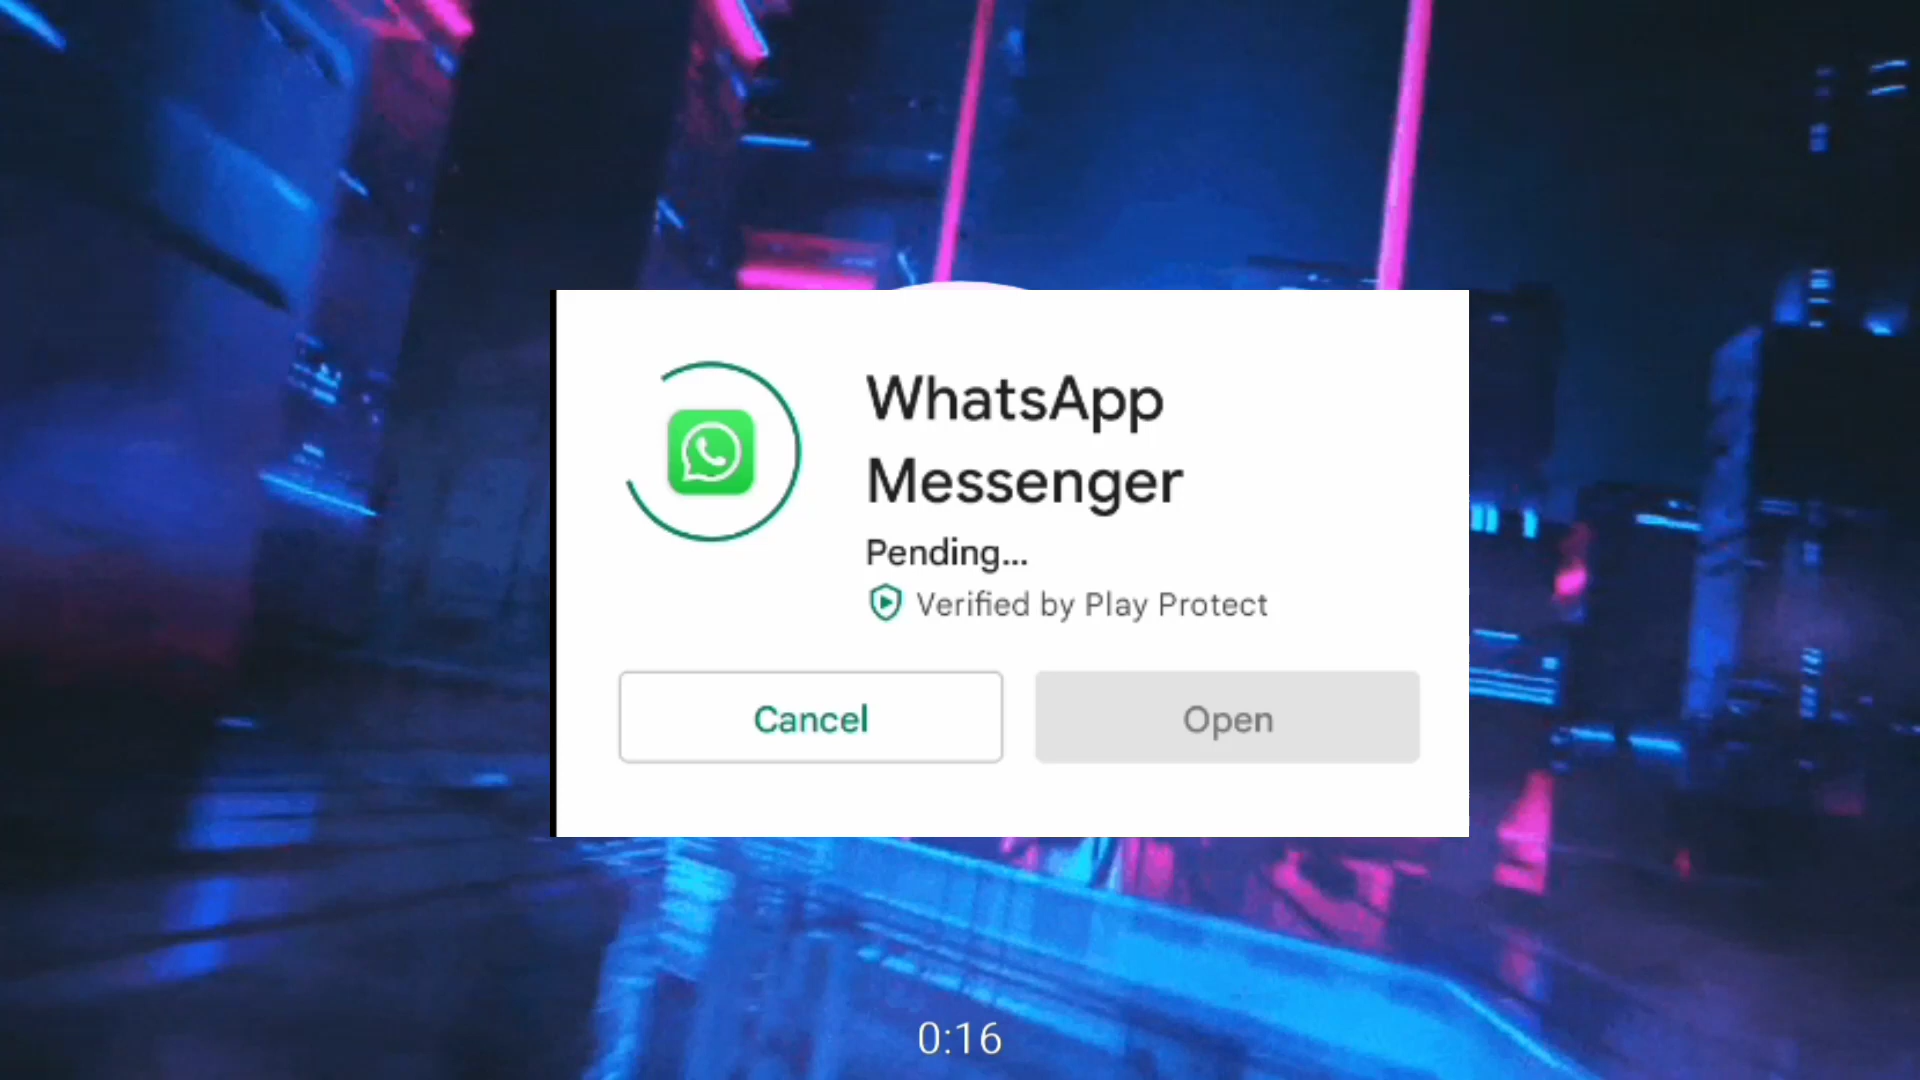 WhatsApp
Messenger
Pending...
Verified by Play Protect
Cancel
Open
0:16